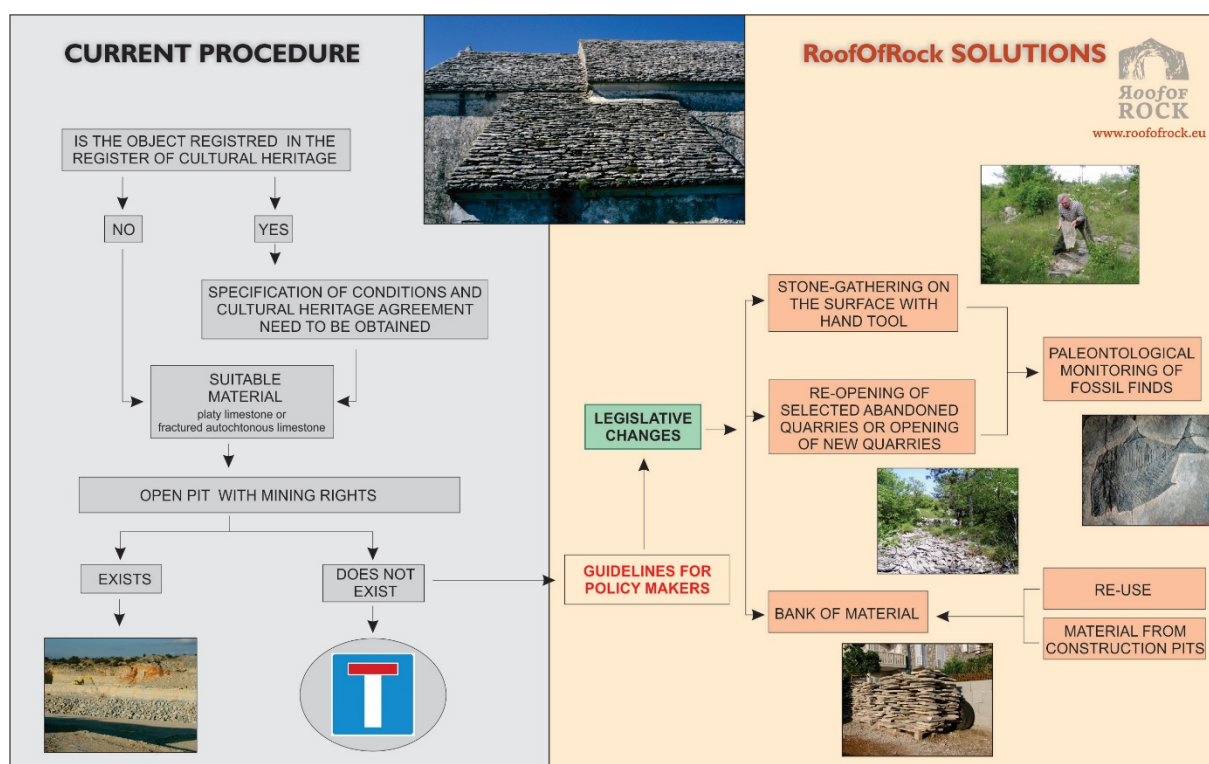 CURRENT PROCEDURE
IS THE OBJECT REGISTRED IN THE
REGISTER OF CULTURAL HERITAGE
NO
YES
SPECIFICATION OF CONDITIONS AND
CULTURAL HERITAGE AGREEMENT
NEED TO BE OBTAINED
SUITABLE
MATERIAL
platy limestone or
fractured autochtonous limestone
OPEN PIT WITH MINING RIGHTS
EXISTS
DOES NOT
EXIST
RoofOfRock SOLUTIONS
RoofOF
ROCK
www.roofofrock.eu
GUIDELINES FOR
POLICY MAKERS
LEGISLATIVE
CHANGES
STONE-GATHERING ON
THE SURFACE WITH
HAND TOOL
RE-OPENING OF
SELECTED ABANDONED
QUARRIES OR OPENING
OF NEW QUARRIES
PALEONTOLOGICAL
MONITORING OF
FOSSIL FINDS
BANK OF MATERIAL
RE-USE
MATERIAL FROM
CONSTRUCTION PITS